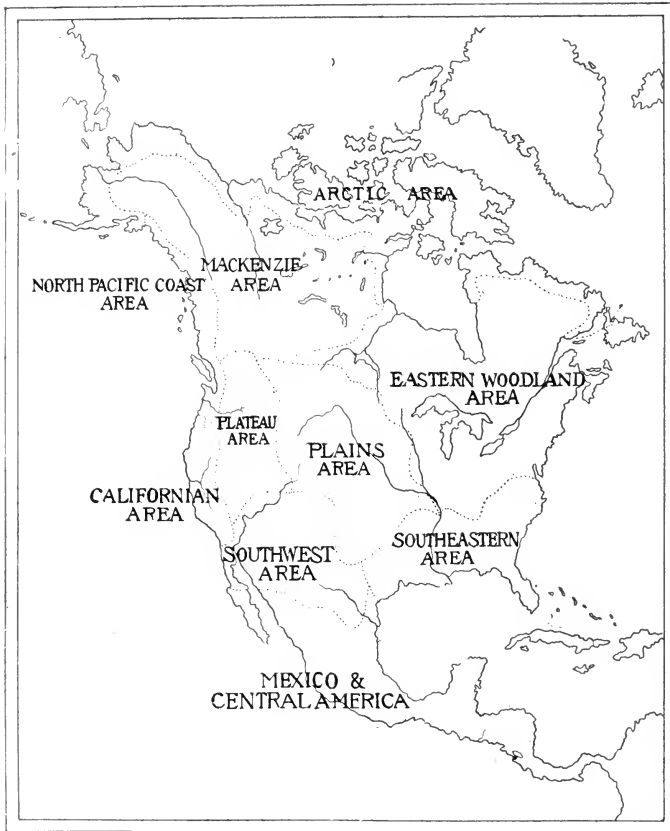 ARCTIC AREA
MACKENZIE
AREA
NORTH PACIFIC COAST
AREA
EASTERN WOODLAND
AREA
PLATEAU
AREA
PLAINS
AREA
CALIFORNIAN
AREA
SOUTHWEST
AREA
SOUTHEASTERN
AREA
MEXICO &
CENTRAL AMERICA